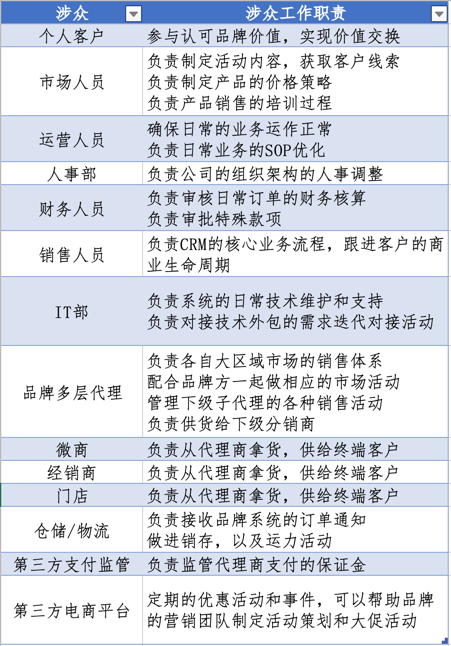 涉众 涉众工作职责
个人客户 参与认可品牌价值，实现价值交换
市场人员 负责制定活动内容，获取客户线索
负责制定产品的价格策略
负责产品销售的培训过程
运营人员 确保日常的业务运作正常
负责日常业务的SOP优化
人事部 负责公司的组织架构的人事调整
财务人员 负责审核日常订单的财务核算
负责审批特殊款项
销售人员 负责CRM的核心业务流程，跟进客户的商
业生命周期
IT部 负责系统的日常技术维护和支持
负责对接技术外包的需求迭代对接活动
品牌多层代理 负责各自大区域市场的销售体系
配合品牌方一起做相应的市场活动
管理下级子代理的各种销售活动
负责供货给下级分销商
微商 负责从代理商拿货，供给终端客户
经销商 负责从代理商拿货，供给终端客户
门店 负责从代理商拿货，供给终端客户
仓储/物流 负责接收品牌系统的订单通知
做进销存，以及运力活动
第三方支付监管 负责监管代理商支付的保证金
第三方电商平台 定期的优惠活动和事件，可以帮助品牌
的营销团队制定活动策划和大促活动